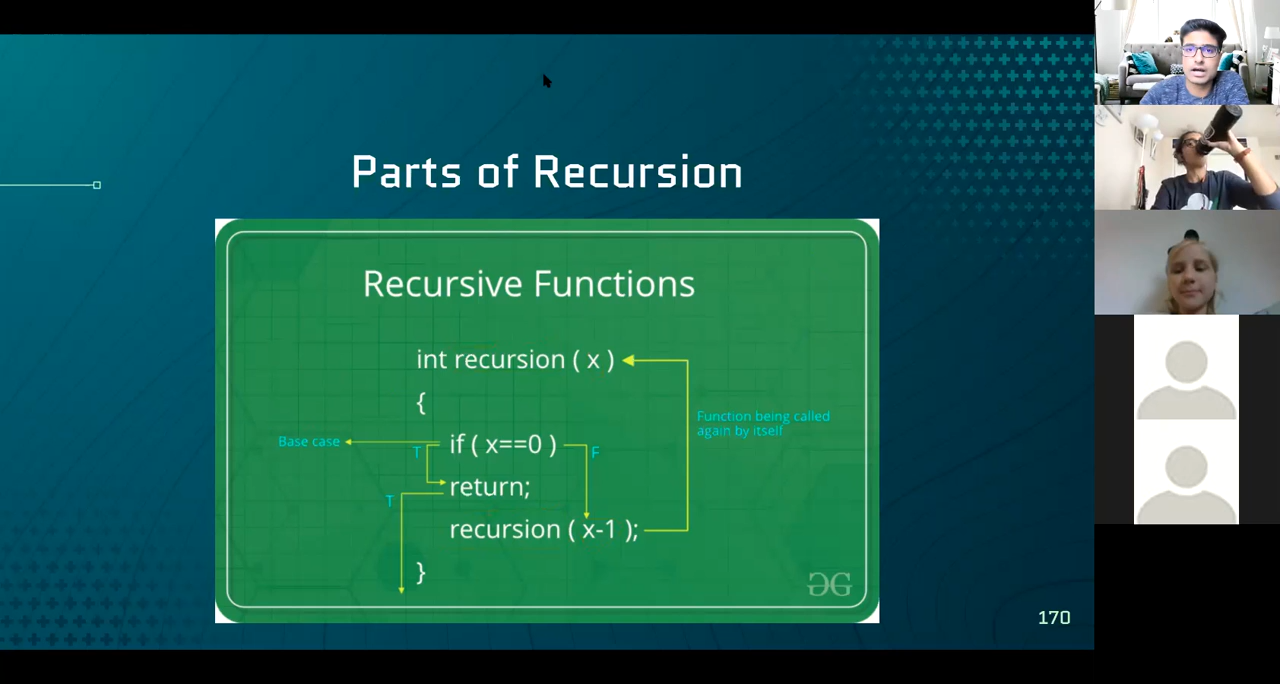 Parts of Recursion
Recursive Functions
int recursion ( x )
{
Function being called
again by itself
Base case
if ( x==0 )
T
F
return;
T
recursion ( x-1 );
}
170